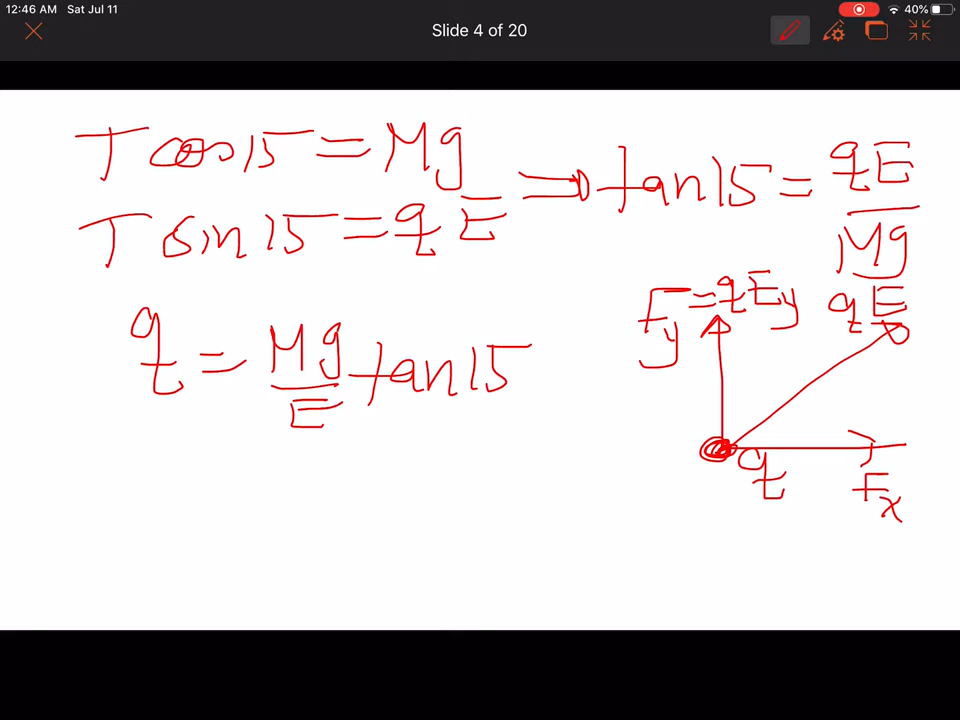 12:46 AM Sat Jul 11
40%
Slide 4 of 20
T cos 15 = Mg
T sin 15 = qE
⇒ tan 15 = qE / Mg
q = Mg / E tan 15
Fy = qEy
qE
q
Fx